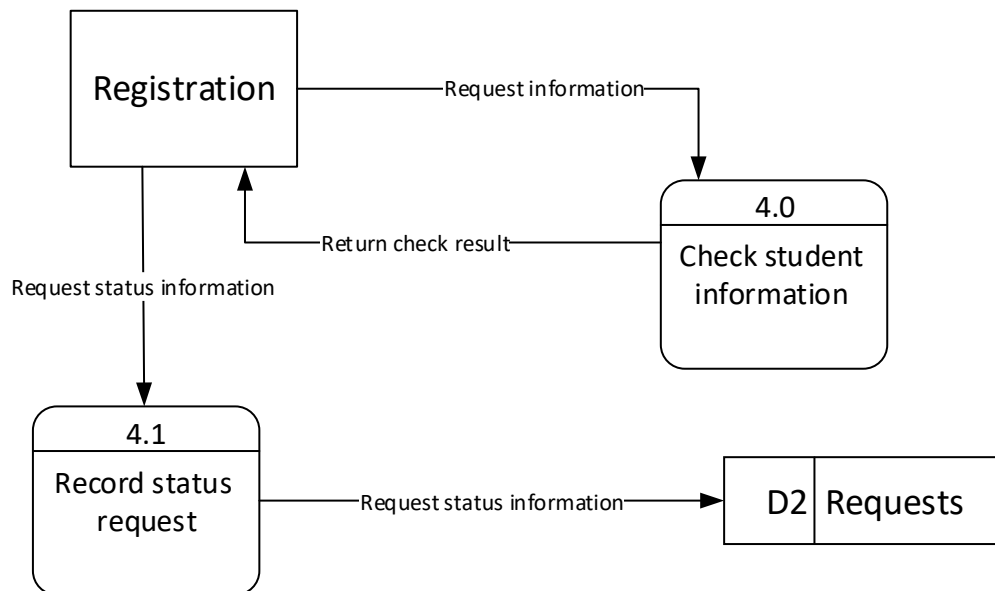 Registration
Request information
4.0
Check student
information
Return check result
Request status information
4.1
Record status
request
Request status information
D2
Requests